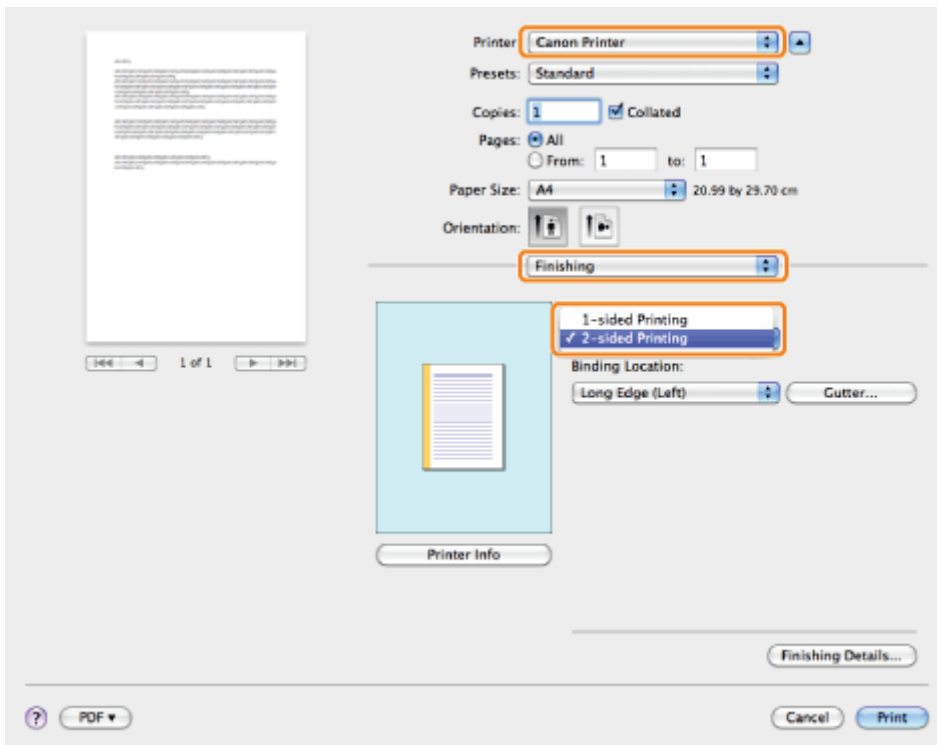 Printer Canon Printer
Presets: Standard
Copies: 1 Collated
Pages: All
From: 1 to: 1
Paper Size: A4 20.99 by 29.70 cm
Orientation:
Finishing
1-sided Printing
✓ 2-sided Printing
Binding Location:
Long Edge (Left) Gutter...
1 of 1
Printer Info
Finishing Details...
? PDF ▾ Cancel Print